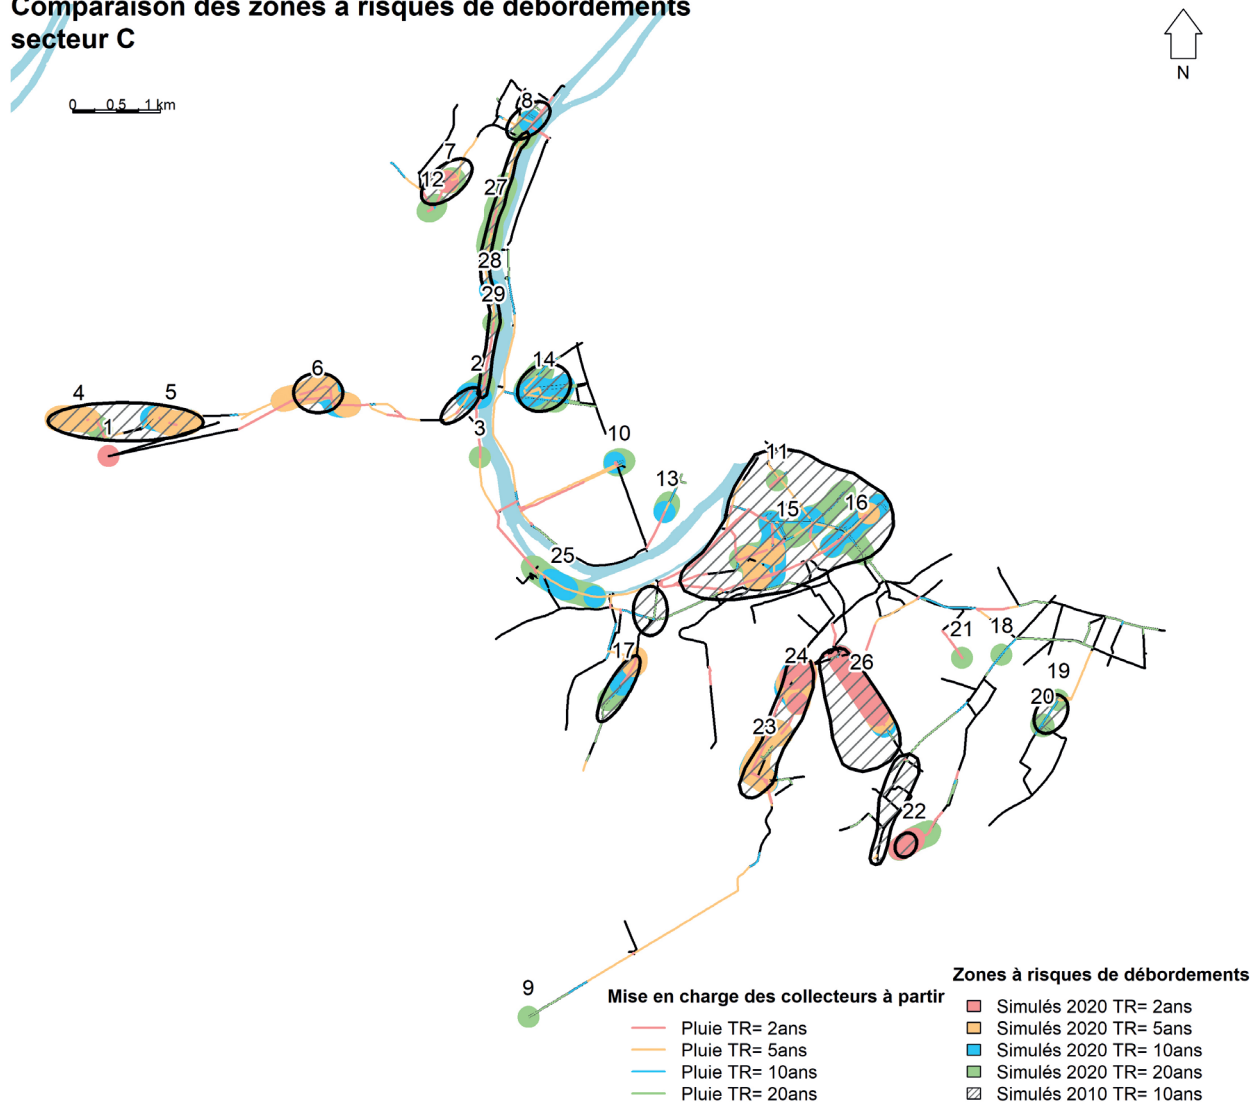 Comparaison des zones à risques de débordements
secteur C
N
0 0.5 1 km
8
7
12
27
28
29
2
14
6
4
5
1
3
10
11
13
15
16
25
21
18
17
24
26
19
20
23
22
9
Zones à risques de débordements
Mise en charge des collecteurs à partir
Simulés 2020 TR= 2ans
Pluie TR= 2ans
Simulés 2020 TR= 5ans
Pluie TR= 5ans
Simulés 2020 TR= 10ans
Pluie TR= 10ans
Simulés 2020 TR= 20ans
Pluie TR= 20ans
Simulés 2010 TR= 10ans